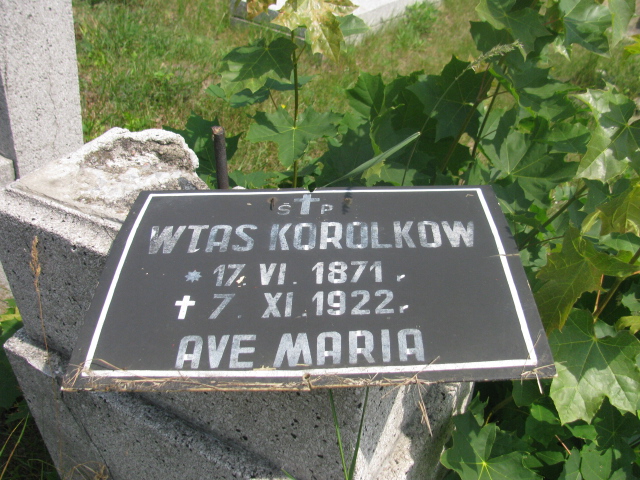 Ś † P
WTAS KOROLKOW
* 17. VI. 1871 r
† 7. XI. 1922 r
AVE MARIA